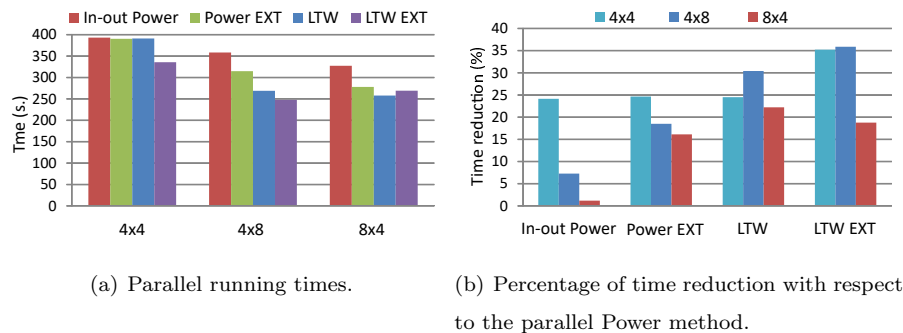 In-out Power Power EXT LTW LTW EXT
400
350
300
250
200
150
100
50
0
Tme (s.)
4x4 4x8 8x4
(a) Parallel running times.
4x4 4x8 8x4
40
35
30
25
20
15
10
5
0
Time reduction (%)
In-out Power Power EXT LTW LTW EXT
(b) Percentage of time reduction with respect
to the parallel Power method.